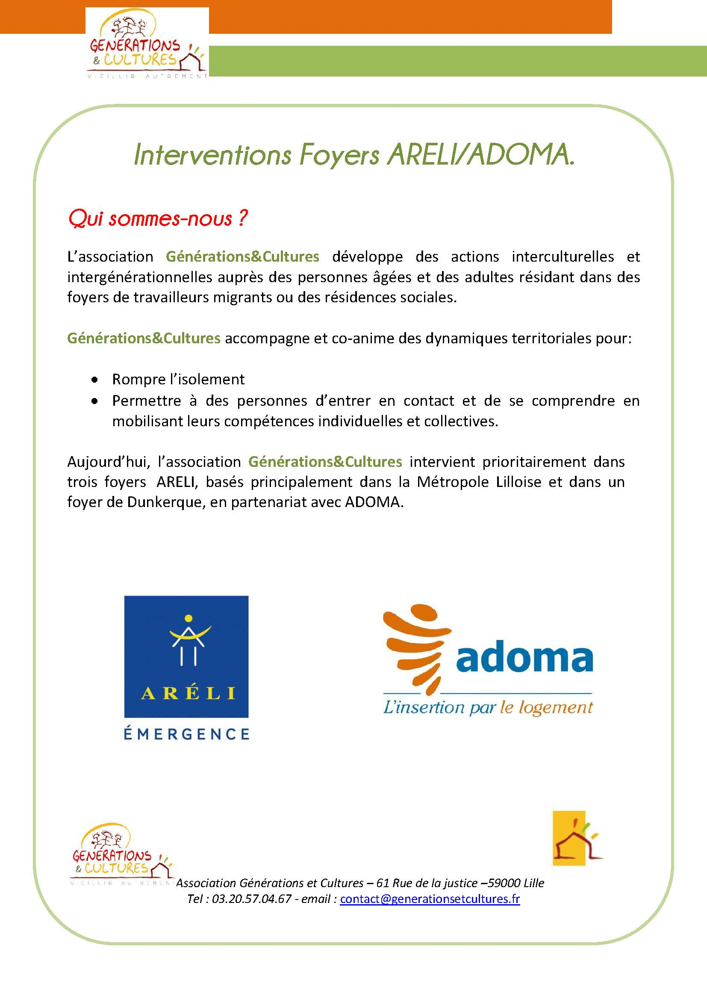 GENERATIONS
& CULTURES
VIEILLIR AUTREMENT
Interventions Foyers ARELI/ADOMA.
Qui sommes-nous ?
L’association Générations&Cultures développe des actions interculturelles et
intergénérationnelles auprès des personnes âgées et des adultes résidant dans des
foyers de travailleurs migrants ou des résidences sociales.
Générations&Cultures accompagne et co-anime des dynamiques territoriales pour:
• Rompre l’isolement
• Permettre à des personnes d’entrer en contact et de se comprendre en
mobilisant leurs compétences individuelles et collectives.
Aujourd’hui, l’association Générations&Cultures intervient prioritairement dans
trois foyers ARELI, basés principalement dans la Métropole Lilloise et dans un
foyer de Dunkerque, en partenariat avec ADOMA.
ARÉLI
ÉMERGENCE
adoma
L’insertion par le logement
GENERATIONS
& CULTURES
VIEILLIR AUTREMEN
Association Générations et Cultures – 61 Rue de la justice –59000 Lille
Tel : 03.20.57.04.67 - email : contact@generationsetcultures.fr